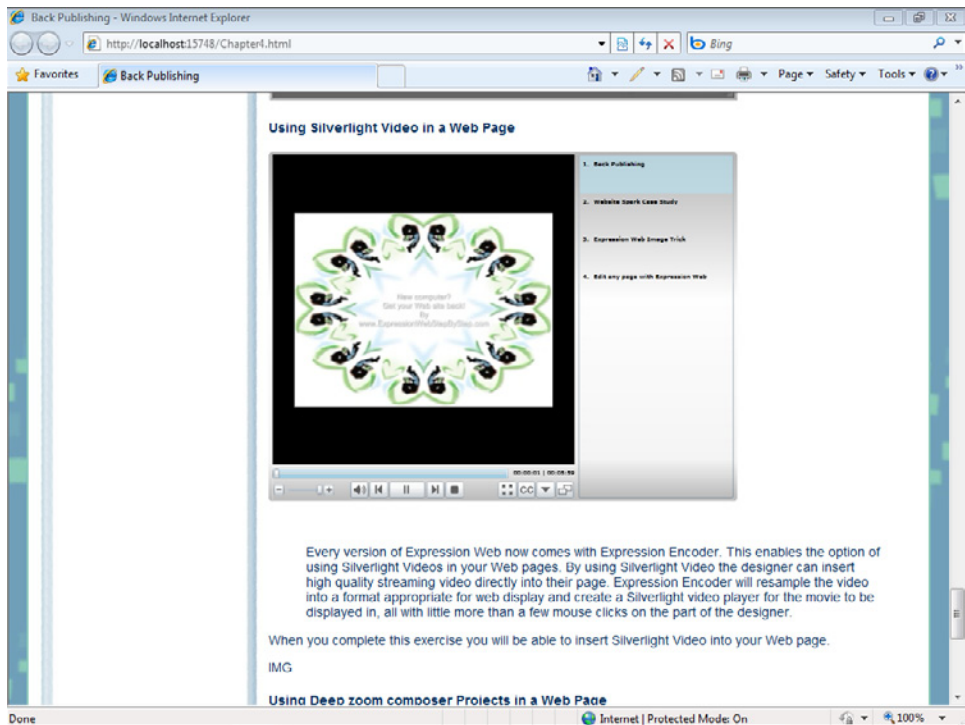 Back Publishing - Windows Internet Explorer
http://localhost:15748/Chapter4.html
Bing
Favorites
Back Publishing
Page
Safety
Tools
Using Silverlight Video in a Web Page
1. Back Publishing
2. Website Spark Case Study
3. Expression Web Image Trick
4. Edit any page with Expression Web
New computer?
Get your Web site back!
By
www.ExpressionWebStepByStep.com
00:00:01 | 00:09:59
CC
Every version of Expression Web now comes with Expression Encoder. This enables the option of
using Silverlight Videos in your Web pages. By using Silverlight Video the designer can insert
high quality streaming video directly into their page. Expression Encoder will resample the video
into a format appropriate for web display and create a Silverlight video player for the movie to be
displayed in, all with little more than a few mouse clicks on the part of the designer.
When you complete this exercise you will be able to insert Silverlight Video into your Web page.
IMG
Using Deep zoom composer Projects in a Web Page
Done
Internet | Protected Mode: On
100%